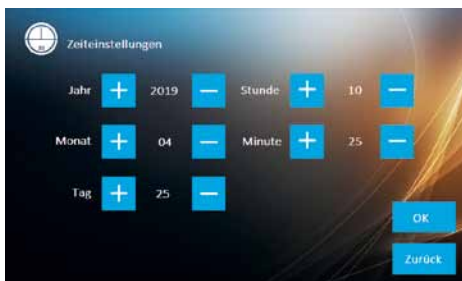 Zeiteinstellungen
Jahr + 2019 − Stunde + 10 −
Monat + 04 − Minute + 25 −
Tag + 25 −
OK
Zurück